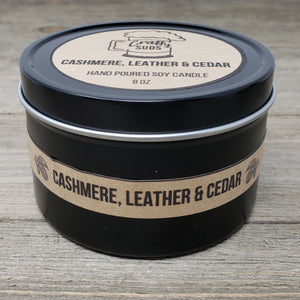 Crafty
SUDS
CASHMERE, LEATHER & CEDAR
HAND POURED SOY CANDLE
8 OZ
CASHMERE, LEATHER & CEDAR